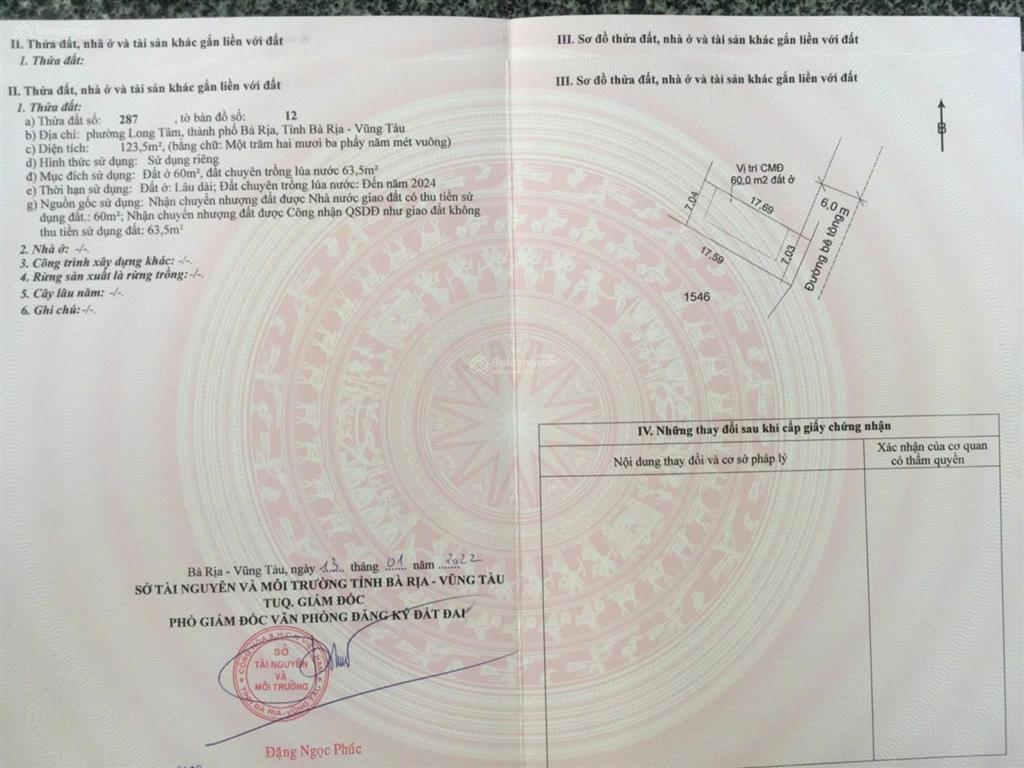 II. Thửa đất, nhà ở và tài sản khác gắn liền với đất
1. Thửa đất:
II. Thửa đất, nhà ở và tài sản khác gắn liền với đất
1. Thửa đất:
a) Thửa đất số: 287 , tờ bản đồ số: 12
b) Địa chỉ: phường Long Tâm, thành phố Bà Rịa, Tỉnh Bà Rịa - Vũng Tàu
c) Diện tích: 123,5m², (bằng chữ: Một trăm hai mươi ba phẩy năm mét vuông)
d) Hình thức sử dụng: Sử dụng riêng
đ) Mục đích sử dụng: Đất ở 60m², đất chuyên trồng lúa nước 63,5m²
e) Thời hạn sử dụng: Đất ở: Lâu dài; Đất chuyên trồng lúa nước: Đến năm 2024
g) Nguồn gốc sử dụng: Nhận chuyển nhượng đất được Nhà nước giao đất có thu tiền sử
dụng đất.: 60m²; Nhận chuyển nhượng đất được Công nhận QSDĐ như giao đất không
thu tiền sử dụng đất: 63,5m²
2. Nhà ở: -/-.
3. Công trình xây dựng khác: -/-.
4. Rừng sản xuất là rừng trồng:-/-.
5. Cây lâu năm: -/-.
6. Ghi chú:-/-.
Bà Rịa - Vũng Tàu, ngày 13 tháng 01 năm 2022
SỞ TÀI NGUYÊN VÀ MÔI TRƯỜNG TỈNH BÀ RỊA - VŨNG TÀU
TUQ. GIÁM ĐỐC
PHÓ GIÁM ĐỐC VĂN PHÒNG ĐĂNG KÝ ĐẤT ĐAI
CỘNG HÒA X.H.C.N VIỆT NAM
SỞ
TÀI NGUYÊN
VÀ
MÔI TRƯỜNG
TỈNH BÀ RỊA-VŨNG TÀU
Đặng Ngọc Phúc
III. Sơ đồ thửa đất, nhà ở và tài sản khác gắn liền với đất
III. Sơ đồ thửa đất, nhà ở và tài sản khác gắn liền với đất
B
Vị trí CMĐ
60,0 m2 đất ở
7,04
17,69
6,0 m
Đường bê tông
7,03
17,59
1546
IV. Những thay đổi sau khi cấp giấy chứng nhận
Nội dung thay đổi và cơ sở pháp lý
Xác nhận của cơ quan
có thẩm quyền
Batdongsan